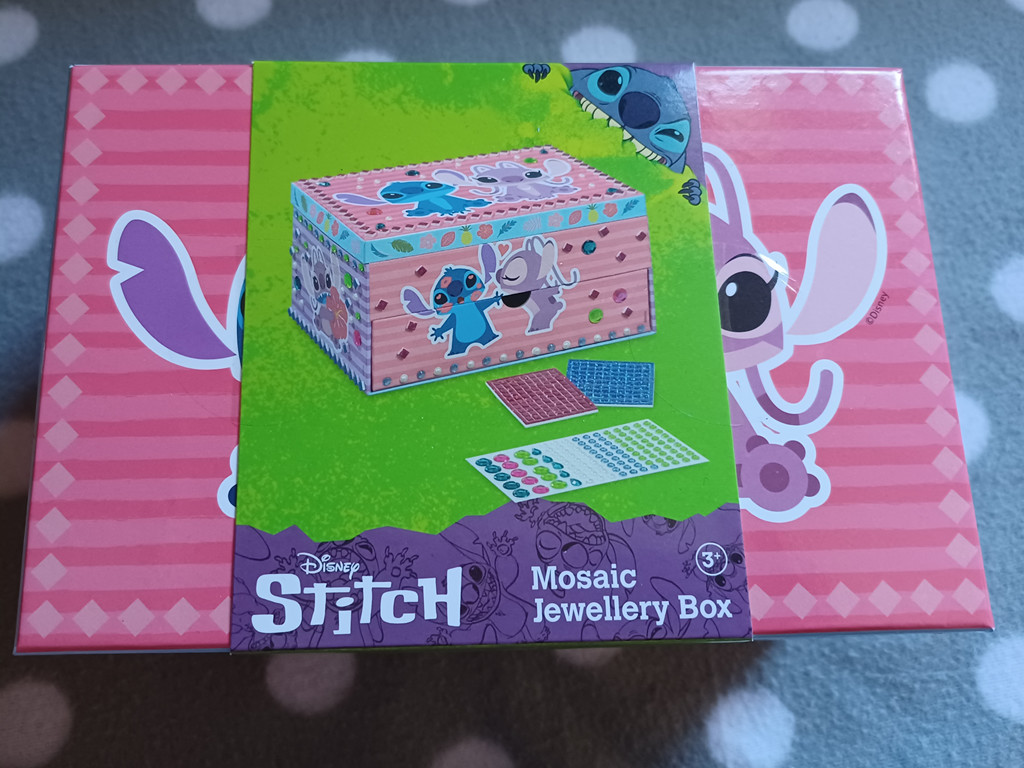 ©Disney
Disney
Stitch
Mosaic
Jewellery Box
3+